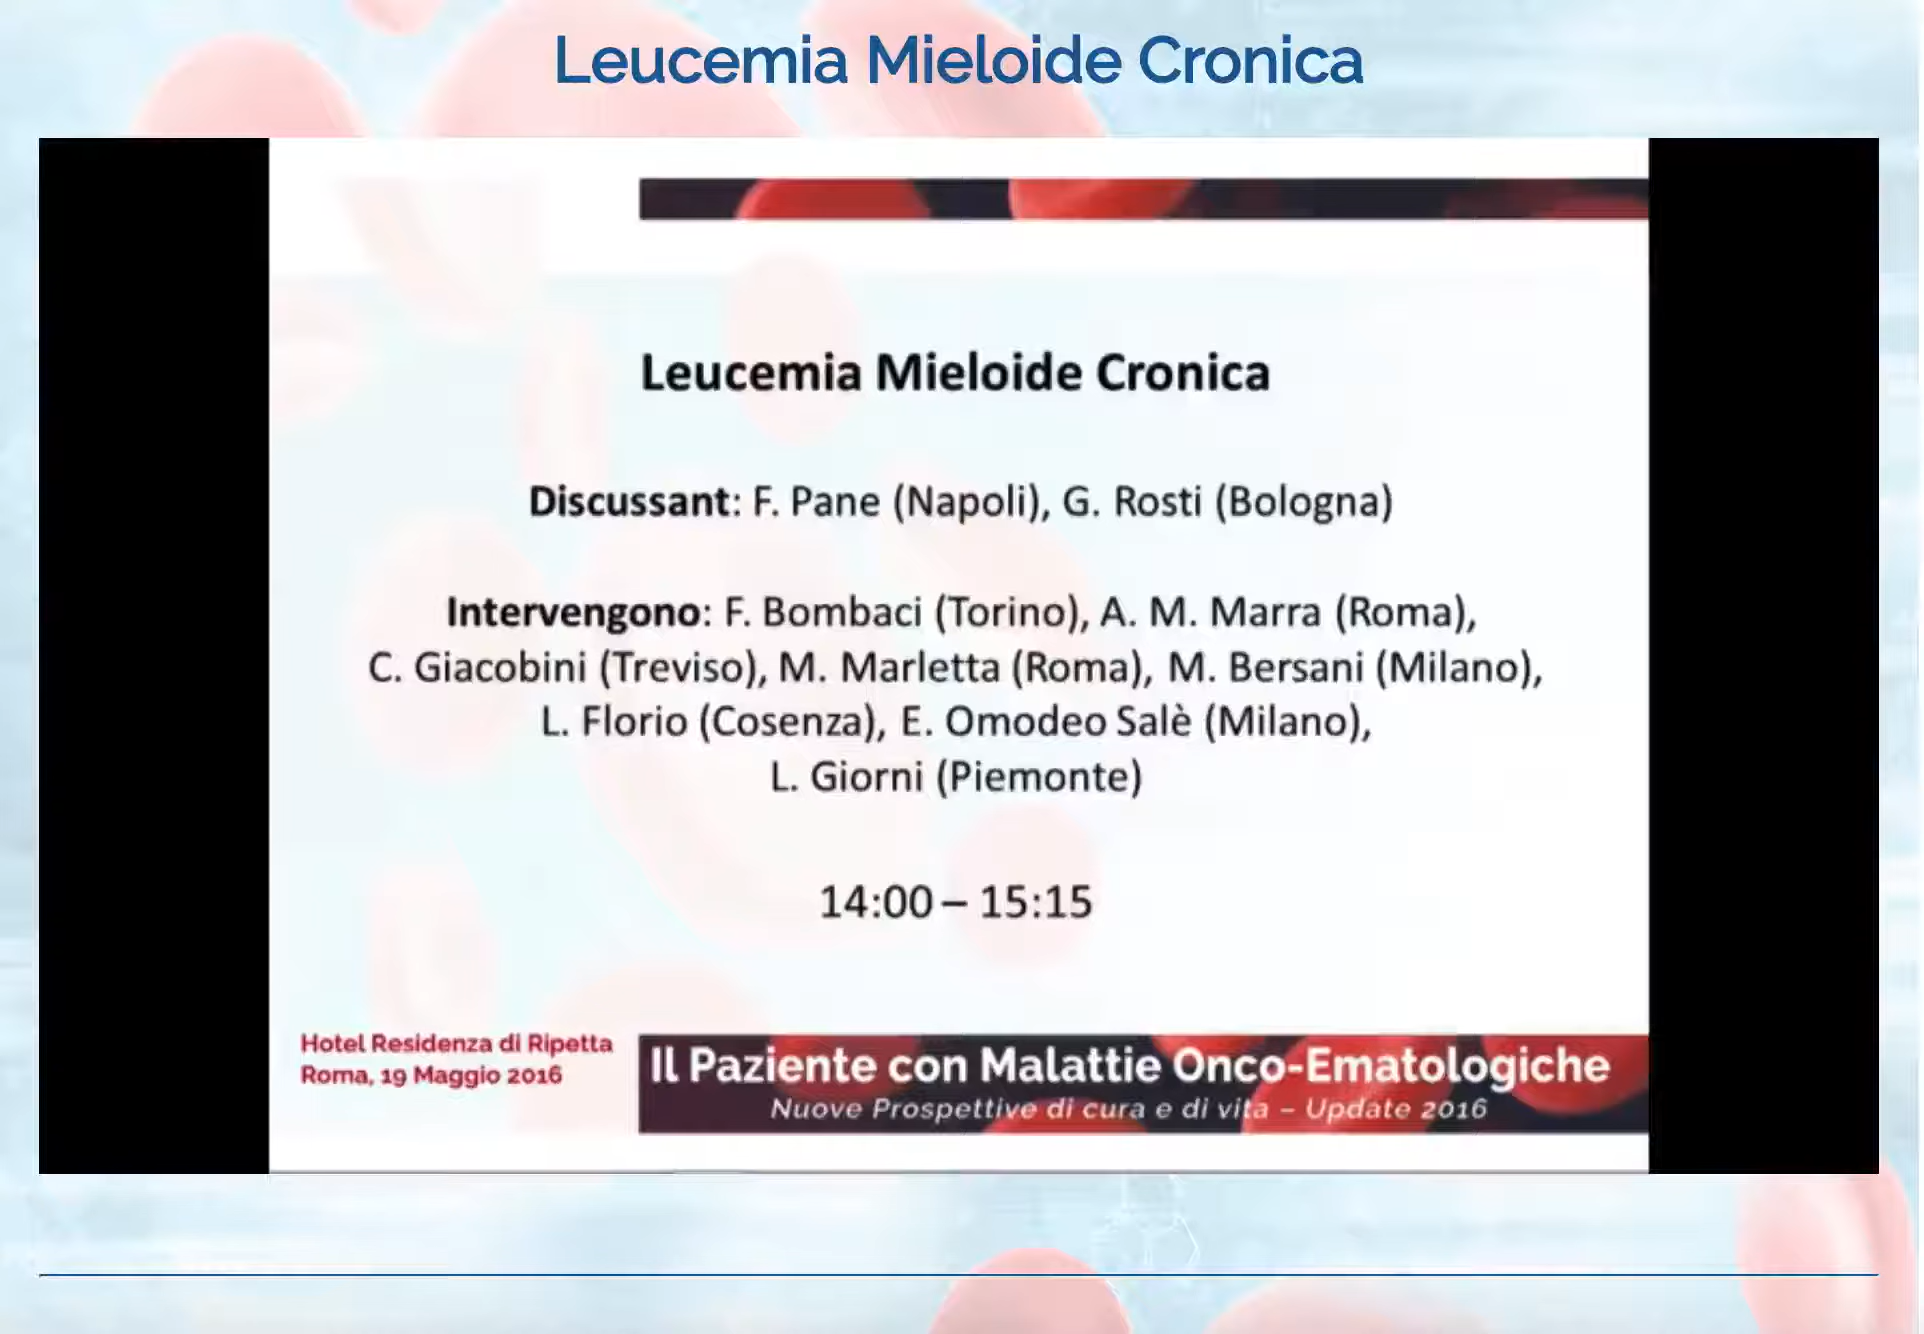 Leucemia Mieloide Cronica
Leucemia Mieloide Cronica
Discussant: F. Pane (Napoli), G. Rosti (Bologna)
Intervengono: F. Bombaci (Torino), A. M. Marra (Roma),
C. Giacobini (Treviso), M. Marletta (Roma), M. Bersani (Milano),
L. Florio (Cosenza), E. Omodeo Salè (Milano),
L. Giorni (Piemonte)
14:00 – 15:15
Hotel Residenza di Ripetta
Roma, 19 Maggio 2016
Il Paziente con Malattie Onco-Ematologiche
Nuove Prospettive di cura e di vita – Update 2016